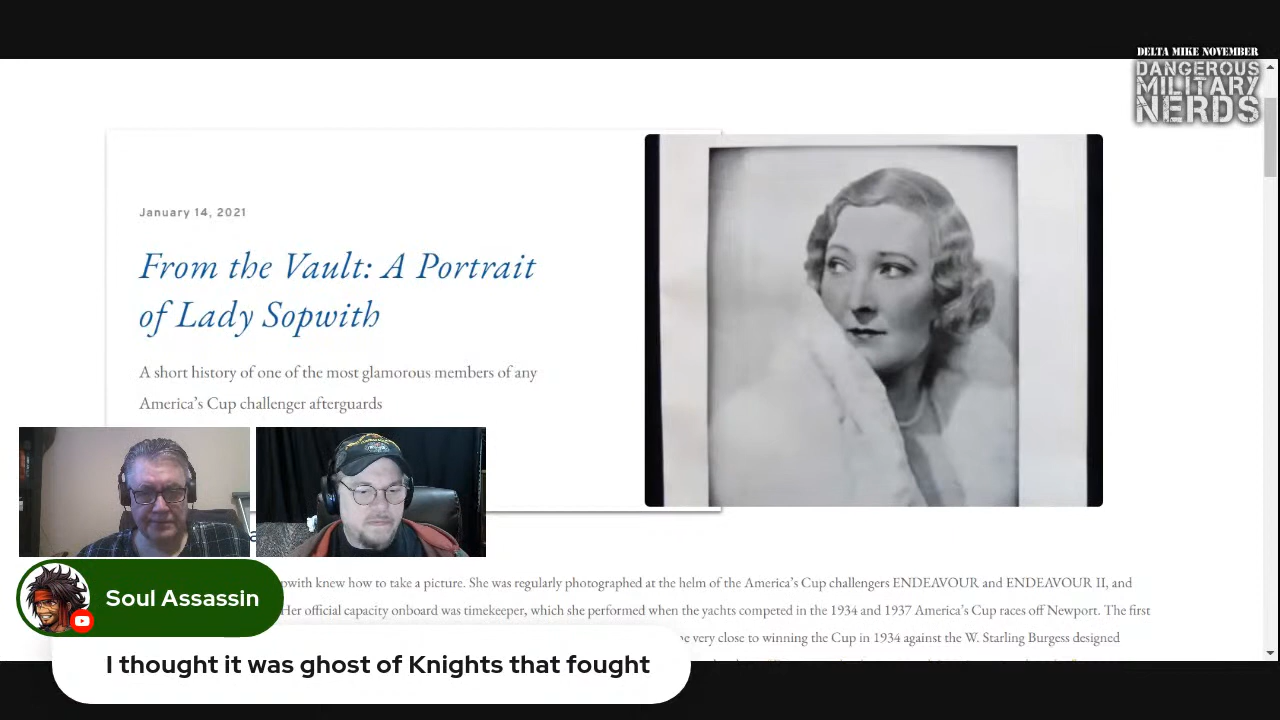 DELTA MIKE NOVEMBER
DANGEROUS
MILITARY
NERDS
January 14, 2021
From the Vault: A Portrait
of Lady Sopwith
A short history of one of the most glamorous members of any
America’s Cup challenger afterguards
pwith knew how to take a picture. She was regularly photographed at the helm of the America’s Cup challengers ENDEAVOUR and ENDEAVOUR II, and
Her official capacity onboard was timekeeper, which she performed when the yachts competed in the 1934 and 1937 America’s Cup races off Newport. The first
e very close to winning the Cup in 1934 against the W. Starling Burgess designed
Soul Assassin
I thought it was ghost of Knights that fought